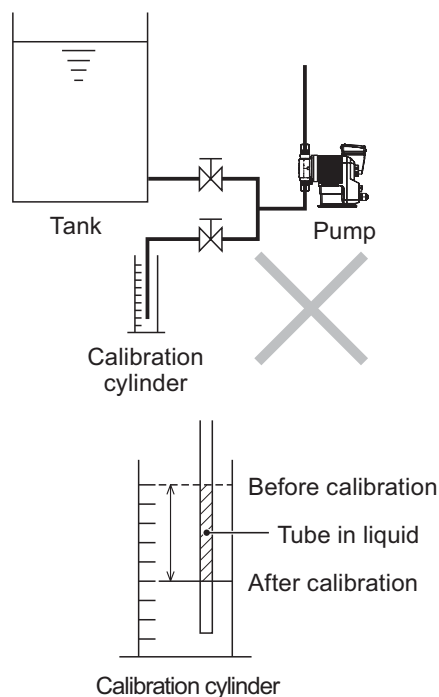 Tank
Pump
Calibration
cylinder
Before calibration
Tube in liquid
After calibration
Calibration cylinder